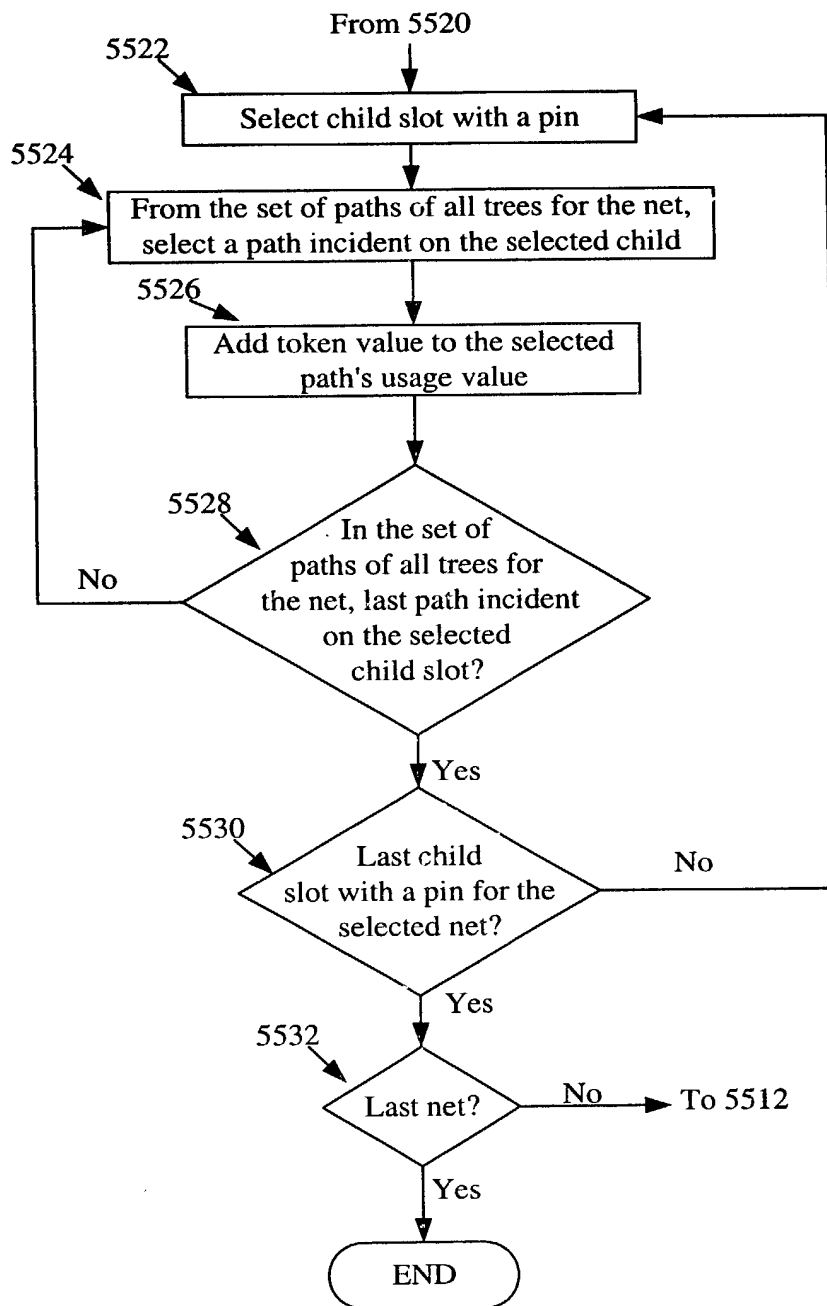 From 5520
5522
Select child slot with a pin
5524
From the set of paths of all trees for the net,
select a path incident on the selected child
5526
Add token value to the selected
path's usage value
5528
In the set of
paths of all trees for
the net, last path incident
on the selected
child slot?
No
Yes
5530
Last child
slot with a pin for the
selected net?
No
Yes
5532
Last net?
No
To 5512
Yes
END